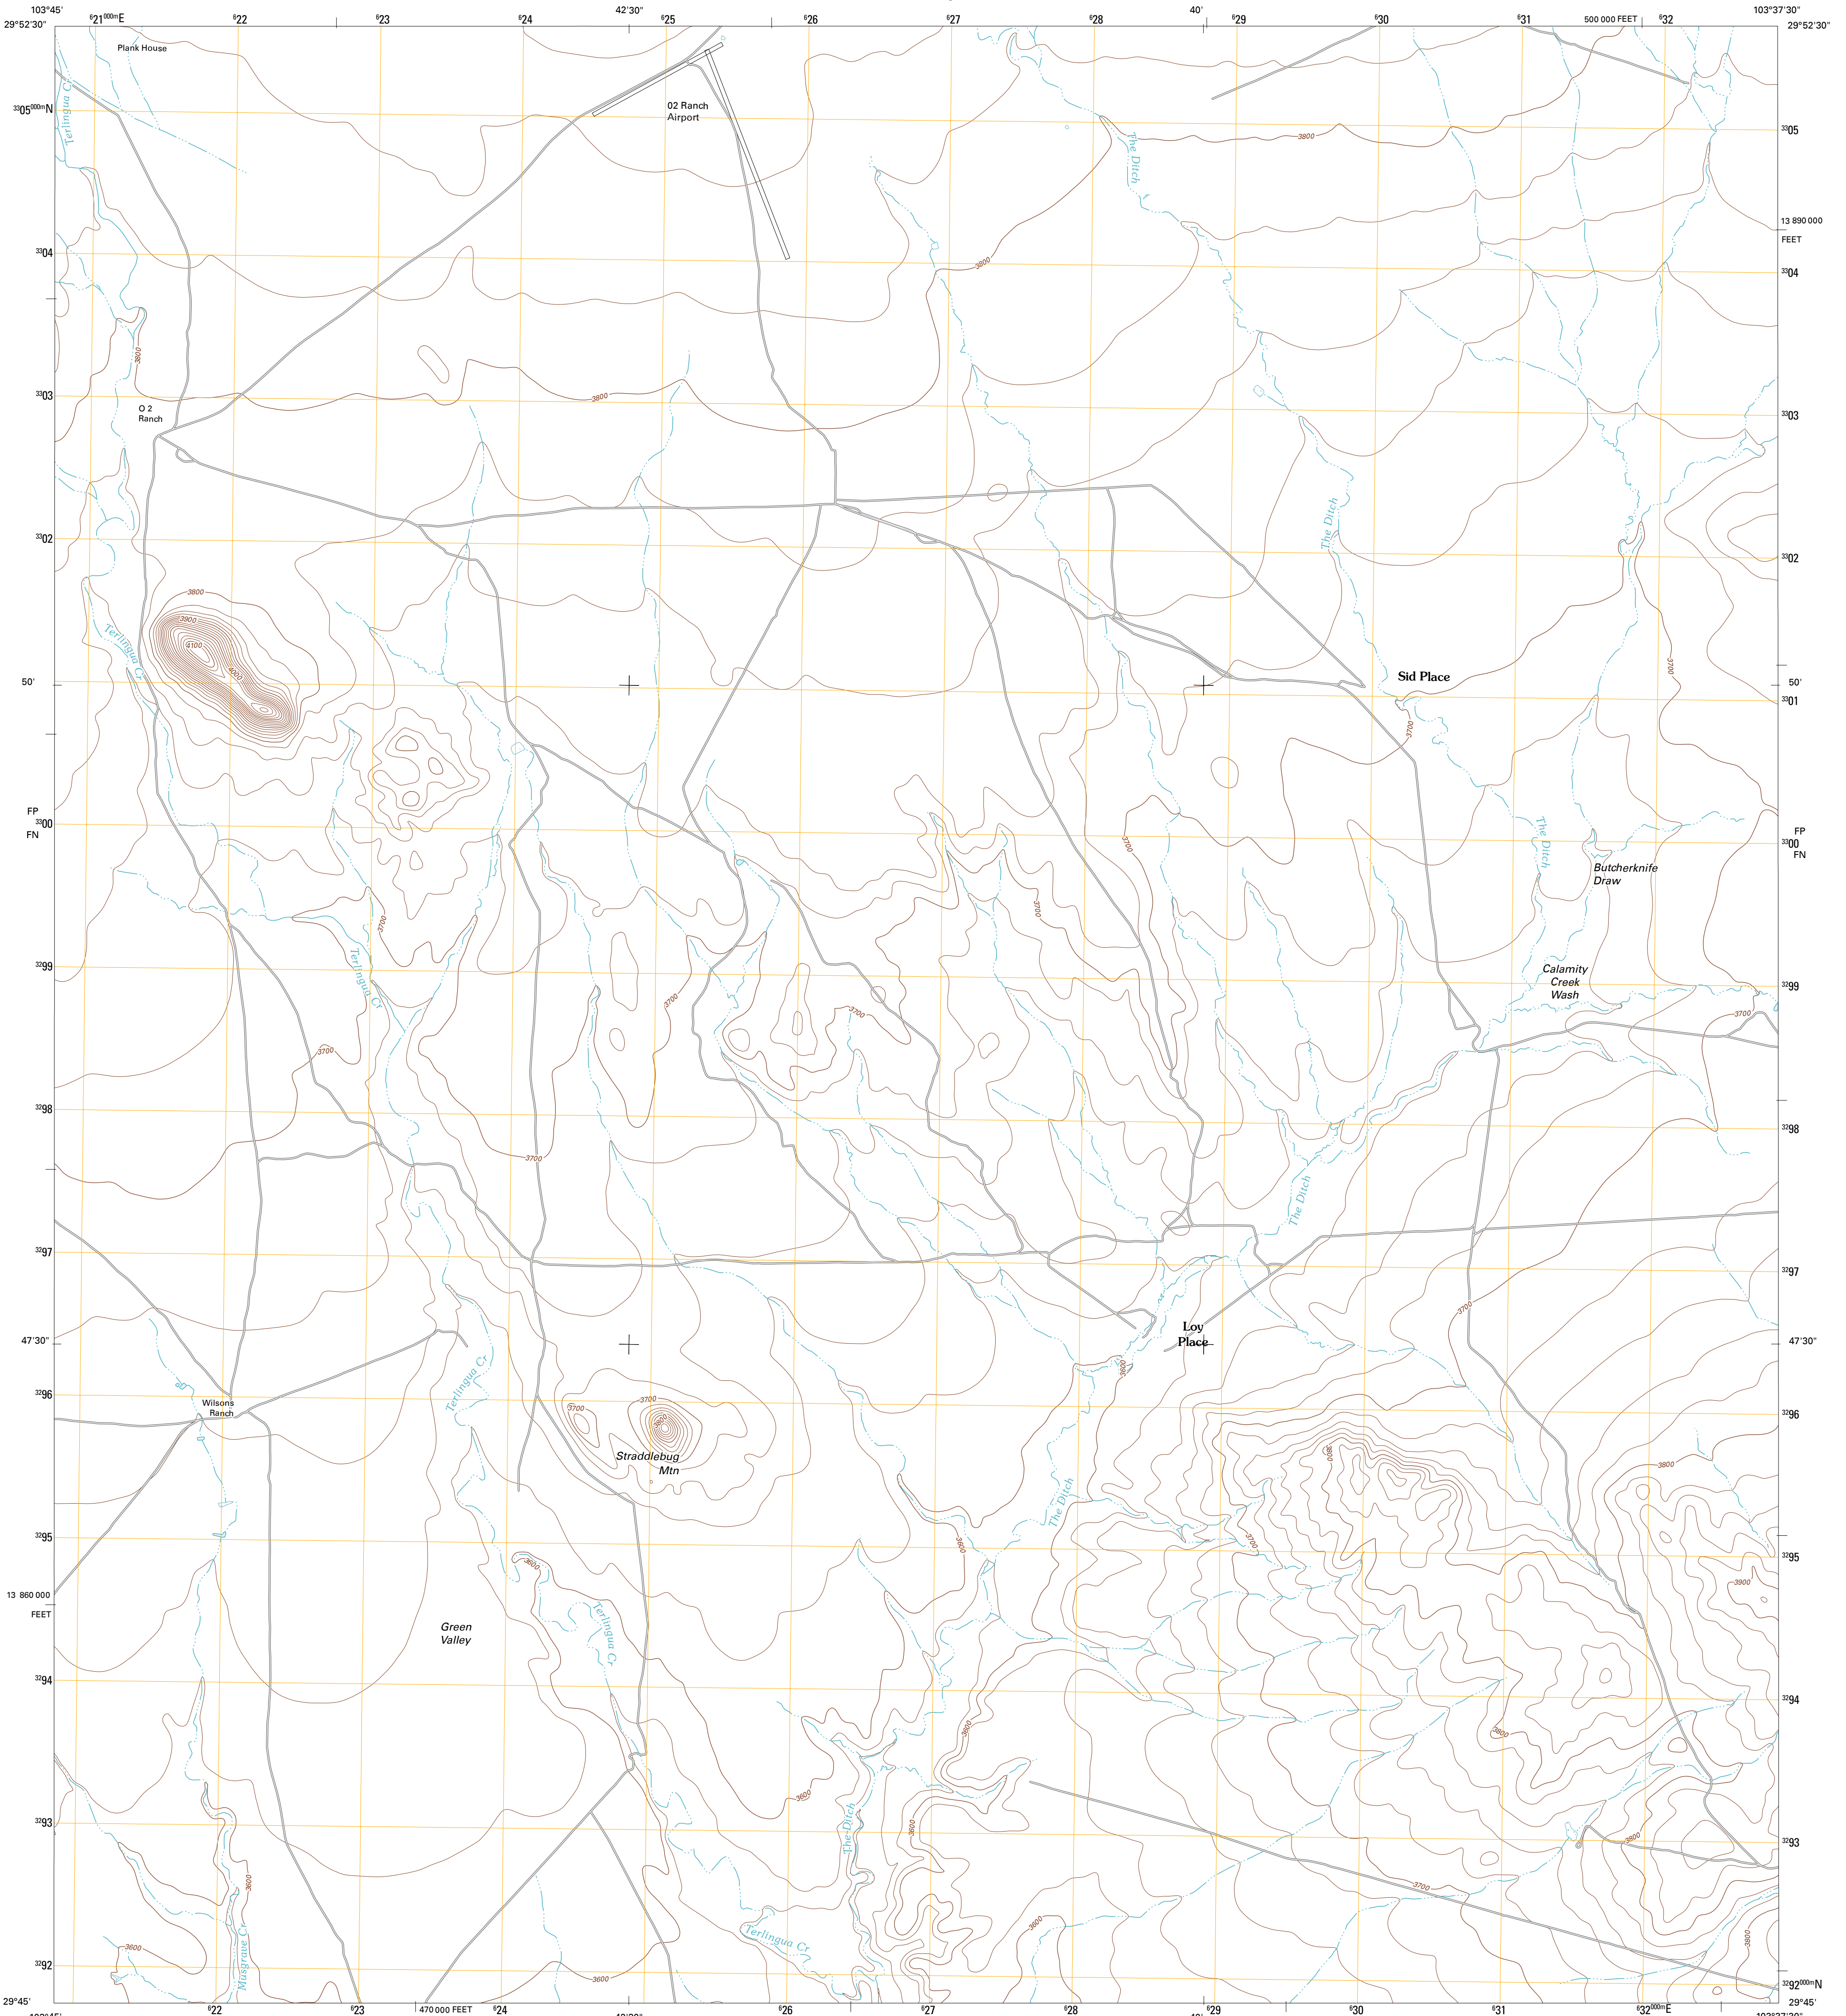 103°45'
⁶21⁰⁰⁰ᵐE
⁶22
⁶23
⁶24
42'30"
⁶25
⁶26
⁶27
⁶28
40'
⁶29
⁶30
⁶31
500 000 FEET
⁶32
103°37'30"
29°52'30"
29°52'30"
Plank House
Terlingua Cr
02 Ranch
Airport
³³05⁰⁰⁰ᵐN
³³05
3800
The Ditch
13 890 000
FEET
³³04
³³04
3800
3800
O 2
Ranch
3800
³³03
³³03
The Ditch
³³02
³³02
3800
3900
4100
4000
Terlingua Cr
3700
50'
Sid Place
50'
³³01
3700
FP
FN
³³00
FP
³³00
FN
3700
The Ditch
Butcherknife
Draw
3700
3700
Terlingua Cr
³²99
³²99
Calamity
Creek
Wash
3700
3700
3700
3700
³²98
³²98
3700
The Ditch
³²97
³²97
3700
47'30"
47'30"
Loy
Place
3600
Terlingua Cr
³²96
³²96
Wilsons
Ranch
3700
3700
3800
Straddlebug
Mtn
3800
3800
The Ditch
³²95
³²95
3600
3600
3700
3900
13 860 000
FEET
Green
Valley
Terlingua Cr
³²94
³²94
3600
3800
3600
The Ditch
³²93
³²93
3600
3800
3600
3700
Musgrave Cr
3600
Terlingua Cr
3600
3600
3800
³²92
³²92⁰⁰⁰ᵐN
29°45'
29°45'
⁶22
⁶23
470 000 FEET
⁶24
⁶26
⁶27
⁶28
⁶29
⁶30
⁶31
⁶32⁰⁰⁰ᵐE